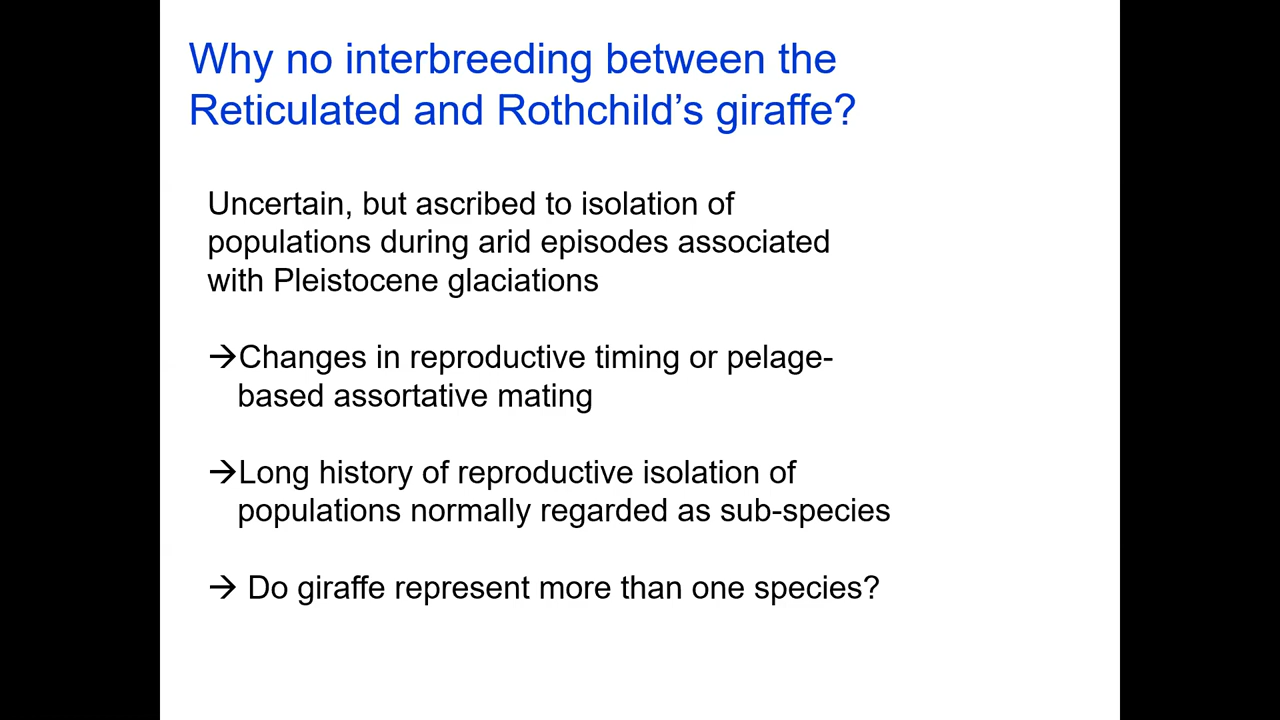 Why no interbreeding between the
Reticulated and Rothchild’s giraffe?
Uncertain, but ascribed to isolation of
populations during arid episodes associated
with Pleistocene glaciations
→Changes in reproductive timing or pelage-
based assortative mating
→Long history of reproductive isolation of
populations normally regarded as sub-species
→ Do giraffe represent more than one species?